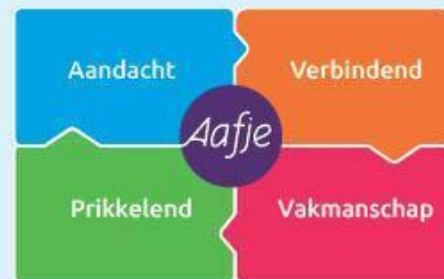 Aandacht
Verbindend
Aafje
Prikkelend
Vakmanschap